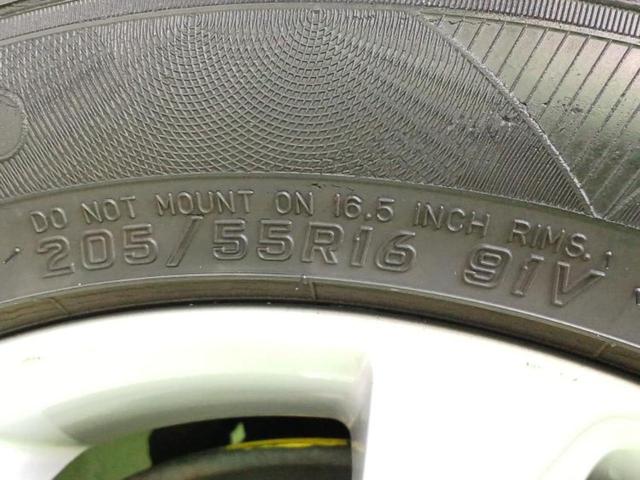 DO NOT MOUNT ON 16.5 INCH RIMS.
205/55R16 91V